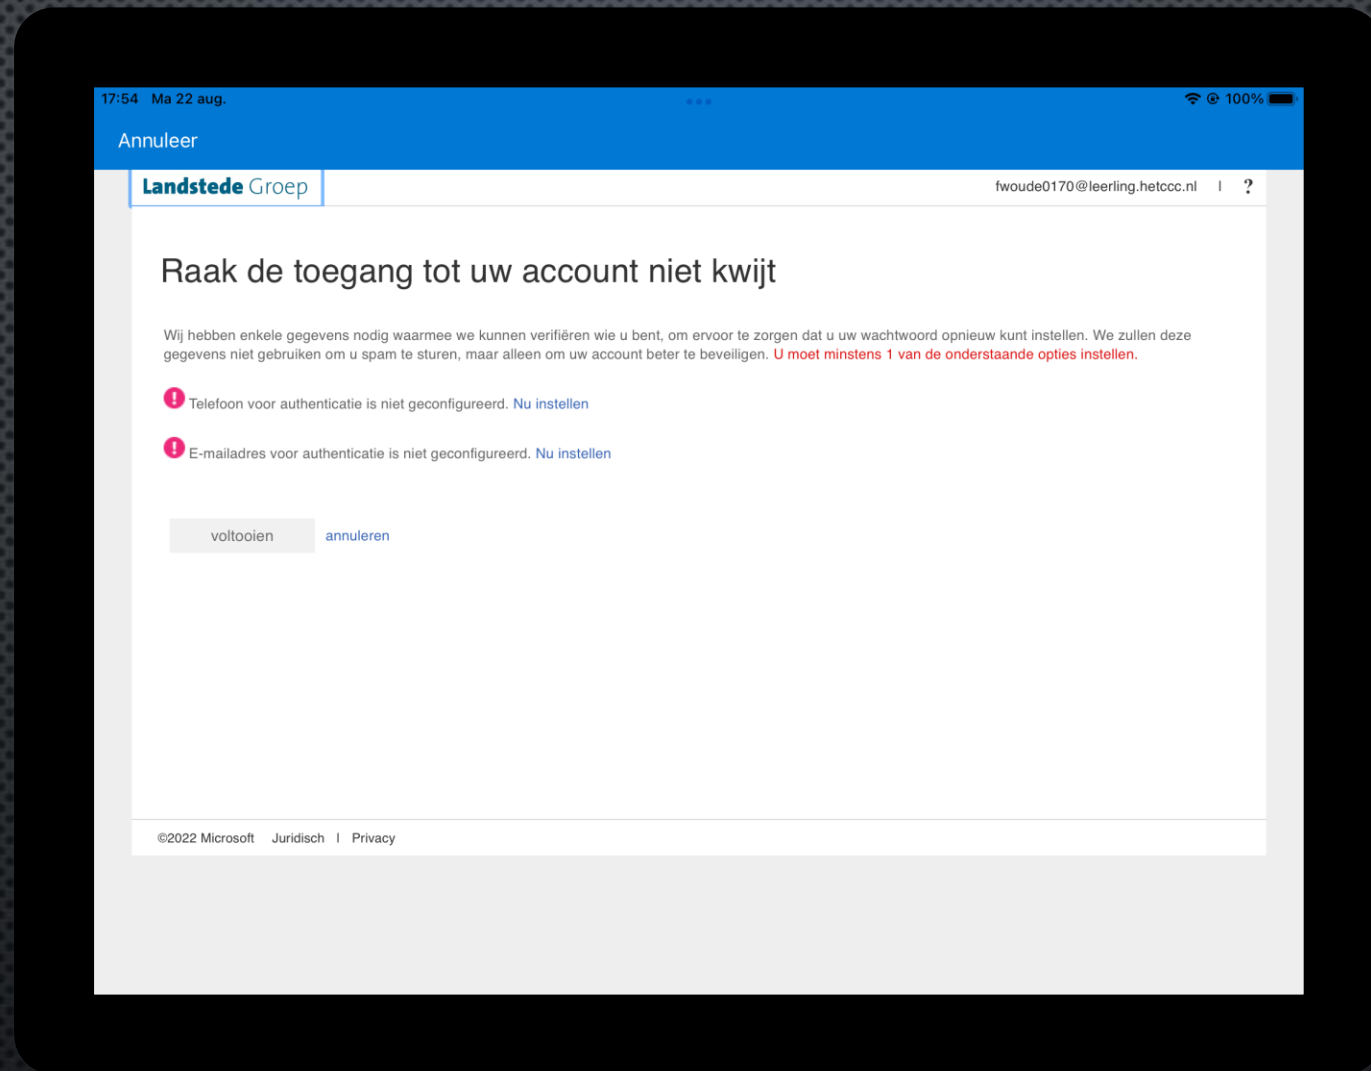 17:54 Ma 22 aug.
100%
Annuleer
Landstede Groep
fwoude0170@leerling.hetccc.nl | ?
Raak de toegang tot uw account niet kwijt
Wij hebben enkele gegevens nodig waarmee we kunnen verifiëren wie u bent, om ervoor te zorgen dat u uw wachtwoord opnieuw kunt instellen. We zullen deze
gegevens niet gebruiken om u spam te sturen, maar alleen om uw account beter te beveiligen. U moet minstens 1 van de onderstaande opties instellen.
Telefoon voor authenticatie is niet geconfigureerd. Nu instellen
E-mailadres voor authenticatie is niet geconfigureerd. Nu instellen
voltooien annuleren
©2022 Microsoft Juridisch | Privacy